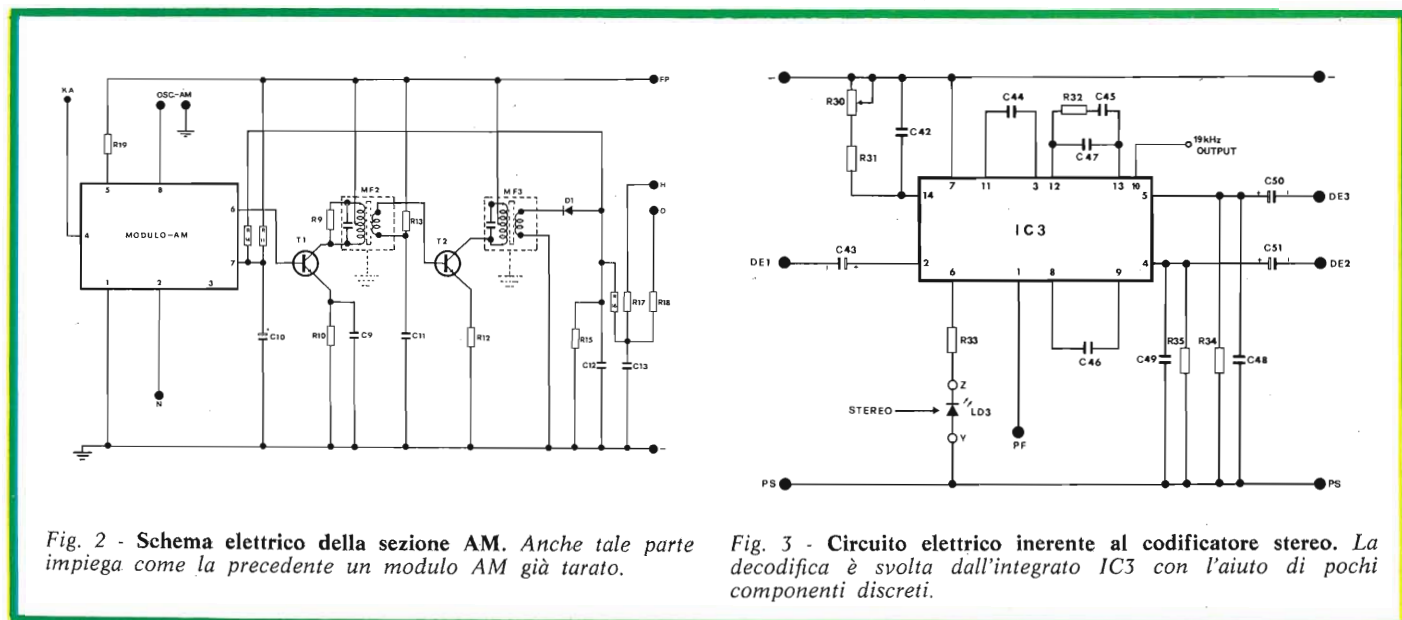 KA
OSC-AM
FP
R19
5
8
MODULO-AM
4
6
7
1
2
3
R14
R11
C10
N
T1
R9
MF2
R13
R10
C9
C11
T2
MF3
D1
R12
H
O
R16
R17
R18
R15
C12
C13
-
Fig. 2 - Schema elettrico della sezione AM. Anche tale parte
impiega come la precedente un modulo AM già tarato.
-
-
R30
R31
C42
C44
R32
C45
C47
19kHz
OUTPUT
7
11
3
12
13
10
14
5
IC3
2
4
6
1
8
9
DE1
C43
C50
DE3
C51
DE2
R33
C46
C49
R35
R34
C48
Z
STEREO
LD3
Y
PF
PS
PS
Fig. 3 - Circuito elettrico inerente al codificatore stereo. La
decodifica è svolta dall'integrato IC3 con l'aiuto di pochi
componenti discreti.